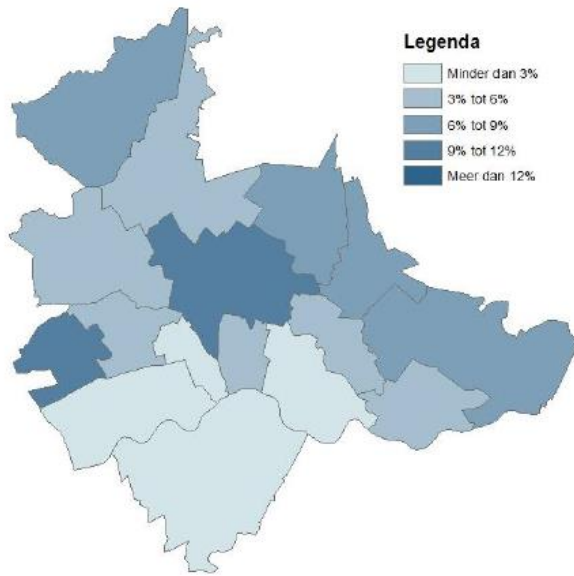 Legenda
Minder dan 3%
3% tot 6%
6% tot 9%
9% tot 12%
Meer dan 12%